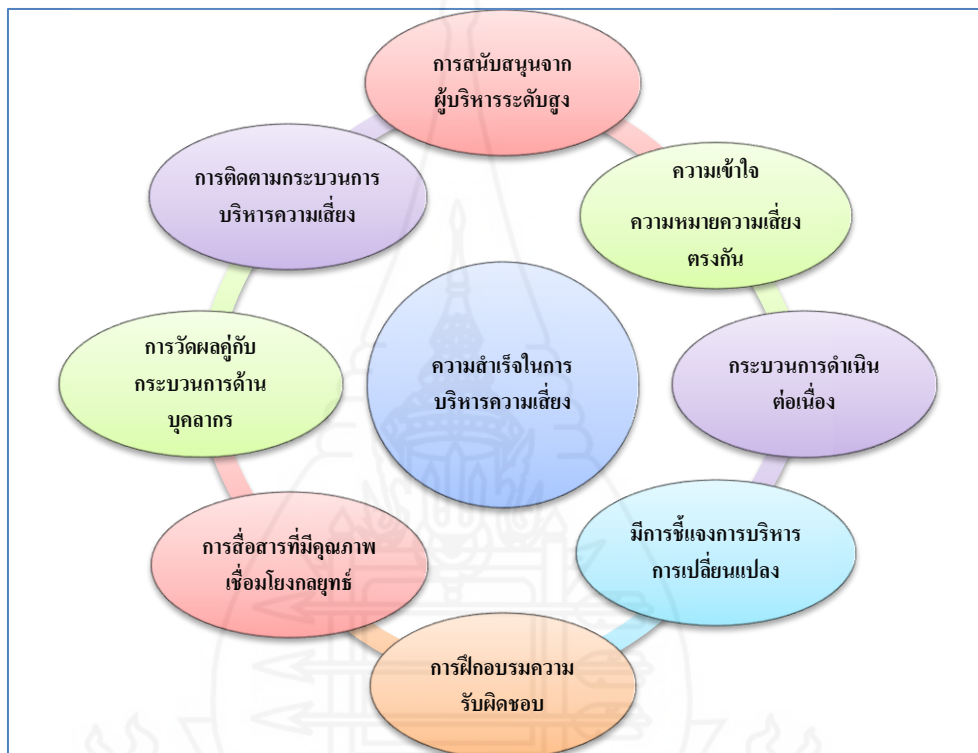 การสนับสนุนจาก
ผู้บริหารระดับสูง
ความเข้าใจ
ความหมายความเสี่ยง
ตรงกัน
กระบวนการดำเนิน
ต่อเนื่อง
มีการชี้แจงการบริหาร
การเปลี่ยนแปลง
การฝึกอบรมความ
รับผิดชอบ
การสื่อสารที่มีคุณภาพ
เชื่อมโยงกลยุทธ์
การวัดผลคู่กับ
กระบวนการด้าน
บุคลากร
การติดตามกระบวนการ
บริหารความเสี่ยง
ความสำเร็จในการ
บริหารความเสี่ยง